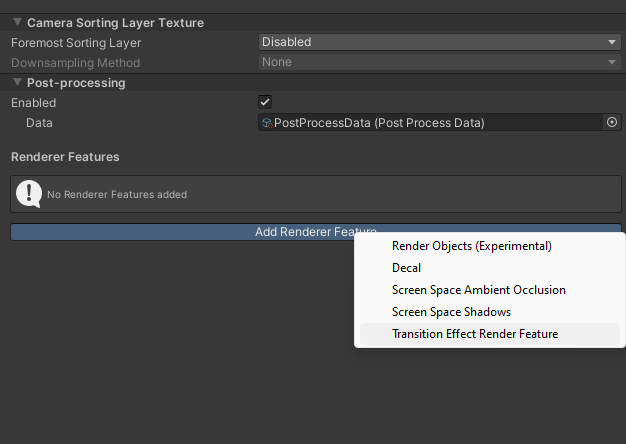 Camera Sorting Layer Texture
Foremost Sorting Layer Disabled
Downsampling Method None
Post-processing
Enabled
Data PostProcessData (Post Process Data)
Renderer Features
No Renderer Features added
Add Renderer Feature
Render Objects (Experimental)
Decal
Screen Space Ambient Occlusion
Screen Space Shadows
Transition Effect Render Feature